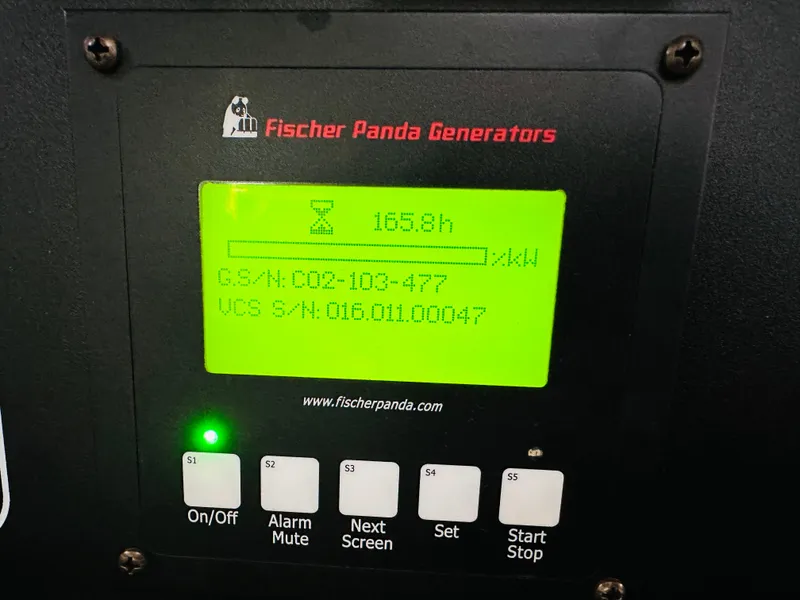 Fischer Panda Generators
165.8h
%kW
G.S/N: C02-103-477
VCS S/N: 016.011.00047
www.fischerpanda.com
S1 S2 S3 S4 S5
On/Off Alarm Mute Next Screen Set Start Stop